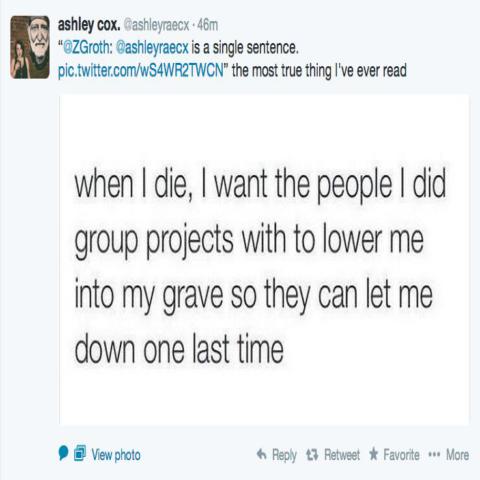 ashley cox. @ashleyraecx · 46m
"@ZGroth: @ashleyraecx is a single sentence.
pic.twitter.com/wS4WR2TWCN" the most true thing I've ever read
when I die, I want the people I did
group projects with to lower me
into my grave so they can let me
down one last time
View photo Reply Retweet Favorite More